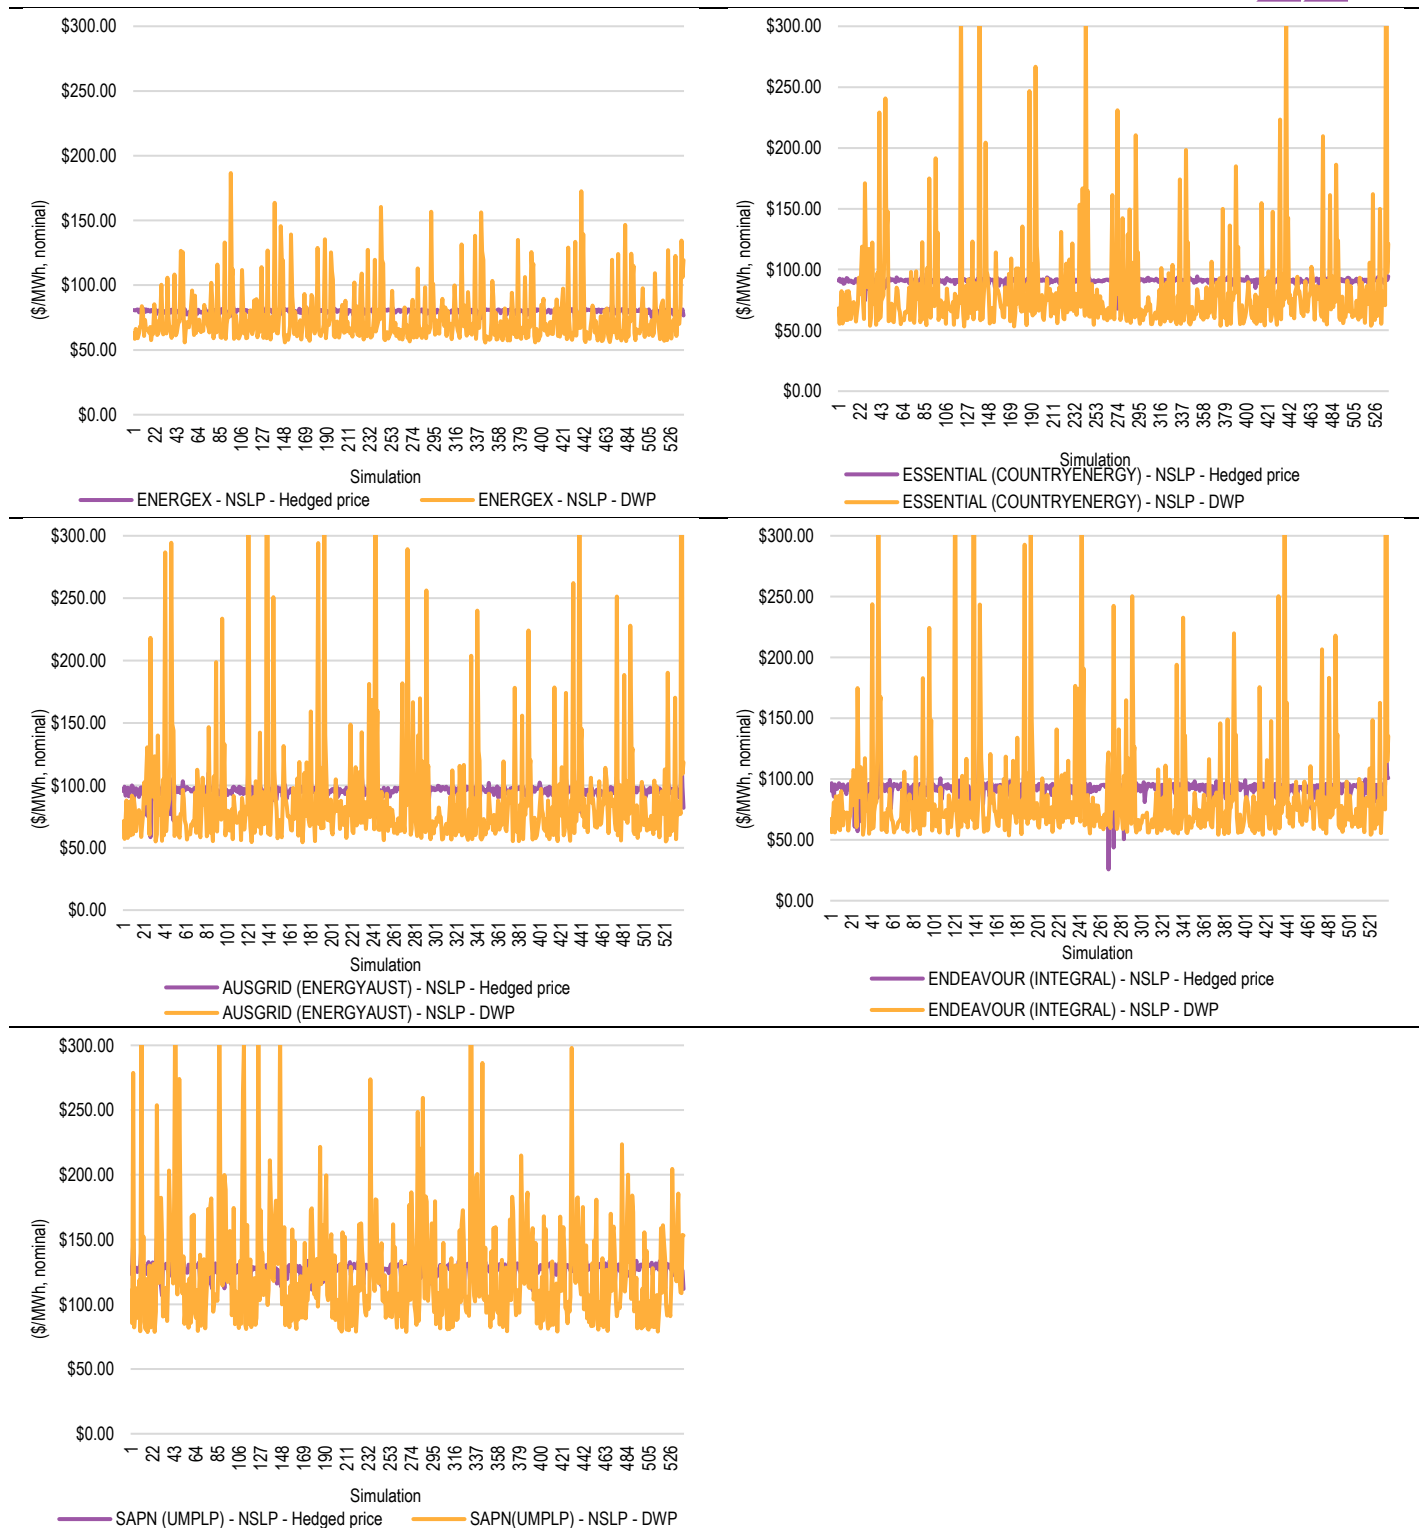 $300.00
$250.00
$200.00
$150.00
$100.00
$50.00
$0.00
($/MWh, nominal)
1 22 43 64 85 106 127 148 169 190 211 232 253 274 295 316 337 358 379 400 421 442 463 484 505 526
Simulation
ENERGEX - NSLP - Hedged price ENERGEX - NSLP - DWP
$300.00
$250.00
$200.00
$150.00
$100.00
$50.00
$0.00
($/MWh, nominal)
1 22 43 64 85 106 127 148 169 190 211 232 253 274 295 316 337 358 379 400 421 442 463 484 505 526
Simulation
ESSENTIAL (COUNTRYENERGY) - NSLP - Hedged price
ESSENTIAL (COUNTRYENERGY) - NSLP - DWP
$300.00
$250.00
$200.00
$150.00
$100.00
$50.00
$0.00
($/MWh, nominal)
1 21 41 61 81 101 121 141 161 181 201 221 241 261 281 301 321 341 361 381 401 421 441 461 481 501 521
Simulation
AUSGRID (ENERGYAUST) - NSLP - Hedged price
AUSGRID (ENERGYAUST) - NSLP - DWP
$300.00
$250.00
$200.00
$150.00
$100.00
$50.00
$0.00
($/MWh, nominal)
1 21 41 61 81 101 121 141 161 181 201 221 241 261 281 301 321 341 361 381 401 421 441 461 481 501 521
Simulation
ENDEAVOUR (INTEGRAL) - NSLP - Hedged price
ENDEAVOUR (INTEGRAL) - NSLP - DWP
$300.00
$250.00
$200.00
$150.00
$100.00
$50.00
$0.00
($/MWh, nominal)
1 22 43 64 85 106 127 148 169 190 211 232 253 274 295 316 337 358 379 400 421 442 463 484 505 526
Simulation
SAPN (UMPLP) - NSLP - Hedged price SAPN(UMPLP) - NSLP - DWP